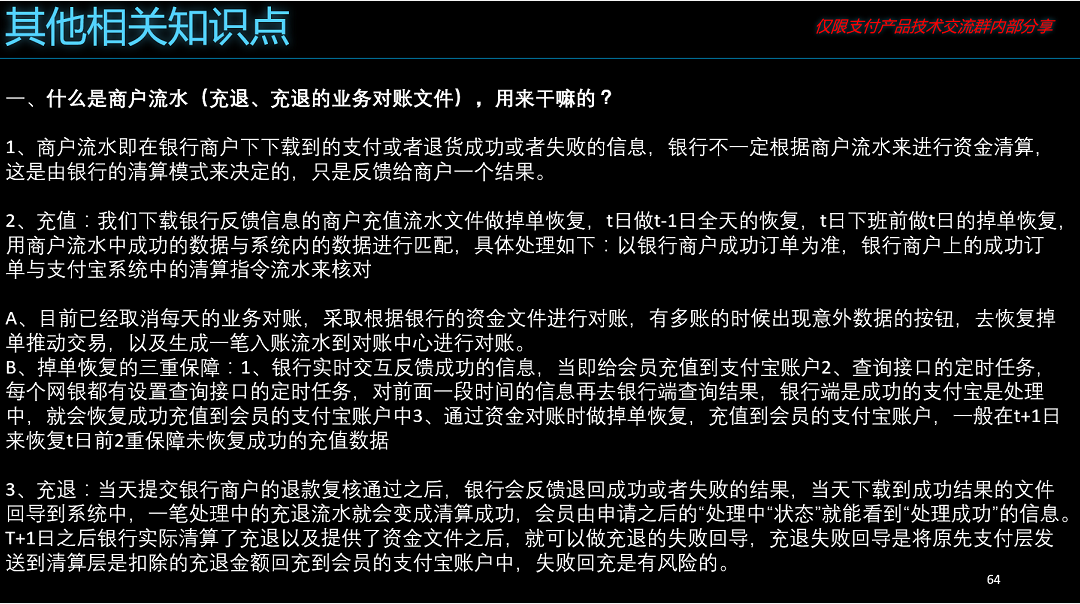 其他相关知识点
仅限支付产品技术交流群内部分享
一、什么是商户流水（充退、充退的业务对账文件），用来干嘛的？
1、商户流水即在银行商户下下载到的支付或者退货成功或者失败的信息，银行不一定根据商户流水来进行资金清算，
这是由银行的清算模式来决定的，只是反馈给商户一个结果。
2、充值：我们下载银行反馈信息的商户充值流水文件做掉单恢复，t日做t-1日全天的恢复，t日下班前做t日的掉单恢复，
用商户流水中成功的数据与系统内的数据进行匹配，具体处理如下：以银行商户成功订单为准，银行商户上的成功订
单与支付宝系统中的清算指令流水来核对
A、目前已经取消每天的业务对账，采取根据银行的资金文件进行对账，有多账的时候出现意外数据的按钮，去恢复掉
单推动交易，以及生成一笔入账流水到对账中心进行对账。
B、掉单恢复的三重保障：1、银行实时交互反馈成功的信息，当即给会员充值到支付宝账户2、查询接口的定时任务，
每个网银都有设置查询接口的定时任务，对前面一段时间的信息再去银行端查询结果，银行端是成功的支付宝是处理
中，就会恢复成功充值到会员的支付宝账户中3、通过资金对账时做掉单恢复，充值到会员的支付宝账户，一般在t+1日
来恢复t日前2重保障未恢复成功的充值数据
3、充退：当天提交银行商户的退款复核通过之后，银行会反馈退回成功或者失败的结果，当天下载到成功结果的文件
回导到系统中，一笔处理中的充退流水就会变成清算成功，会员由申请之后的“处理中“状态”就能看到“处理成功”的信息。
T+1日之后银行实际清算了充退以及提供了资金文件之后，就可以做充退的失败回导，充退失败回导是将原先支付层发
送到清算层是扣除的充退金额回充到会员的支付宝账户中，失败回充是有风险的。
64